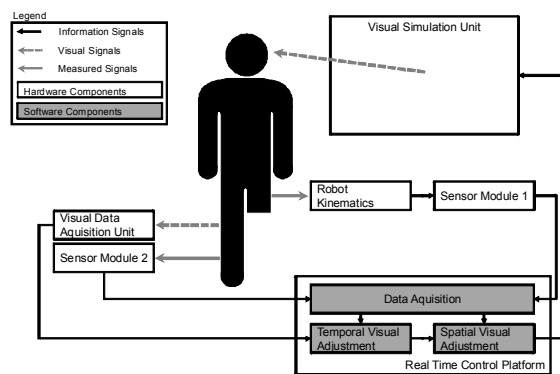 Legend
Information Signals
Visual Signals
Measured Signals
Hardware Components
Software Components
Visual Simulation Unit
Robot
Kinematics
Sensor Module 1
Visual Data
Aquisition Unit
Sensor Module 2
Data Aquisition
Temporal Visual
Adjustment
Spatial Visual
Adjustment
Real Time Control Platform